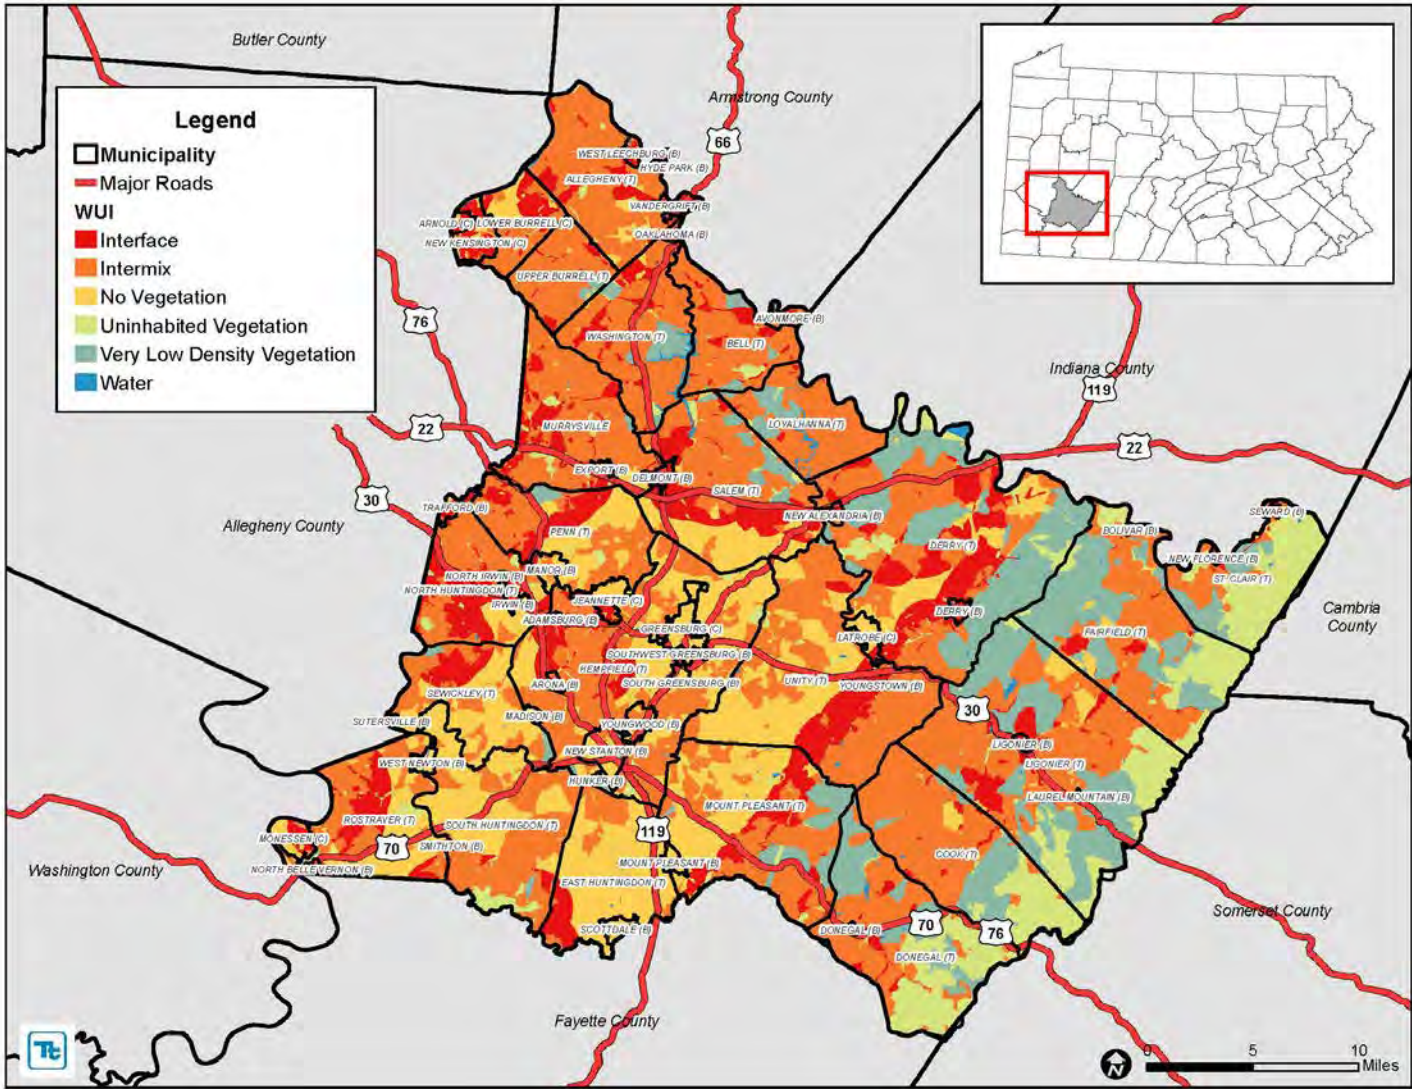 Butler County
Armstrong County
66
Legend
Municipality
Major Roads
WUI
Interface
Intermix
No Vegetation
Uninhabited Vegetation
Very Low Density Vegetation
Water
WEST LEECHBURG (B)
HYDE PARK (B)
ALLEGHENY (T)
VANDERGRIFT (B)
ARNOLD (C)
LOWER BURRELL (C)
OAKLAHOMA (B)
NEW KENSINGTON (C)
UPPER BURRELL (T)
76
AVONMORE (B)
WASHINGTON (T)
BELL (T)
Indiana County
119
22
MURRYSVILLE
LOYALHANNA (T)
22
EXPORT (B)
DELMONT (B)
30
SALEM (T)
TRAFFORD (B)
NEW ALEXANDRIA (B)
SEWARD (B)
Allegheny County
PENN (T)
BOLIVAR (B)
DERRY (T)
NEW FLORENCE (B)
MANOR (B)
NORTH IRWIN (B)
ST. CLAIR (T)
NORTH HUNTINGDON (T)
JEANNETTE (C)
IRWIN (B)
DERRY (B)
Cambria
County
ADAMSBURG (B)
GREENSBURG (C)
LATROBE (C)
FAIRFIELD (T)
SOUTHWEST GREENSBURG (B)
HEMPFIELD (T)
UNITY (T)
ARONA (B)
SOUTH GREENSBURG (B)
YOUNGSTOWN (B)
SEWICKLEY (T)
30
MADISON (B)
SUTERSVILLE (B)
YOUNGWOOD (B)
LIGONIER (B)
NEW STANTON (B)
WEST NEWTON (B)
LIGONIER (T)
HUNKER (B)
LAUREL MOUNTAIN (B)
MOUNT PLEASANT (T)
ROSTRAVER (T)
SOUTH HUNTINGDON (T)
119
MONESSEN (C)
70
SMITHTON (B)
COOK (T)
MOUNT PLEASANT (B)
Washington County
NORTH BELLE VERNON (B)
EAST HUNTINGDON (T)
Somerset County
SCOTTDALE (B)
DONEGAL (B)
70
76
DONEGAL (T)
Fayette County
Tt
N
0 5 10
Miles